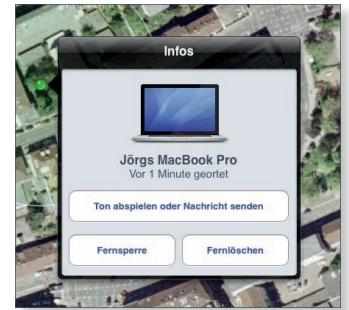 Infos
Jörgs MacBook Pro
Vor 1 Minute geortet
Ton abspielen oder Nachricht senden
Fernsperre
Fernlöschen